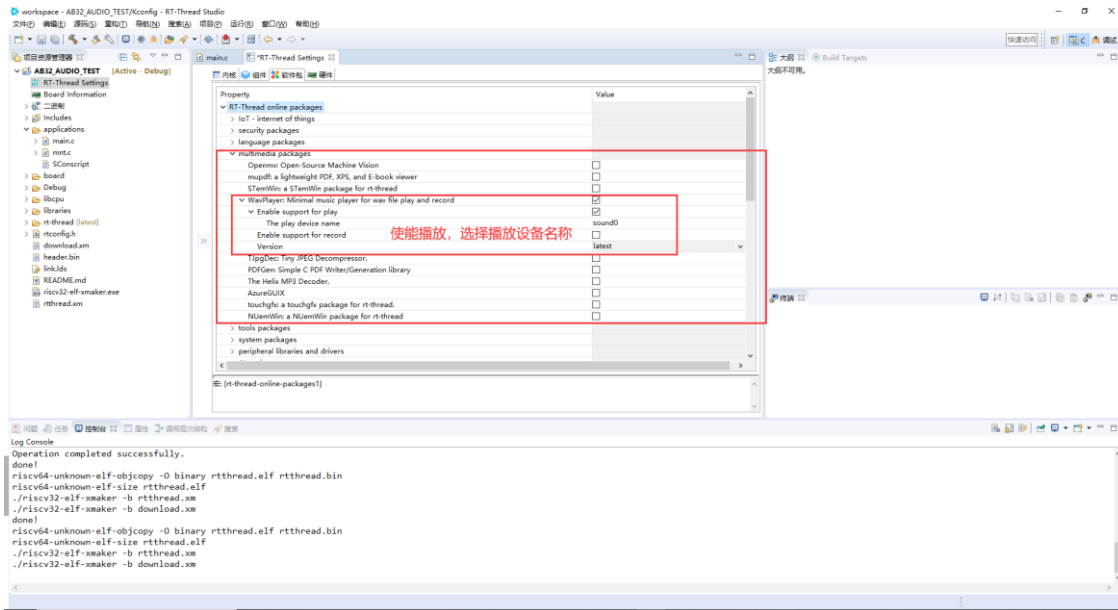 workspace - AB32_AUDIO_TEST/Kconfig - RT-Thread Studio
文件(F) 编辑(E) 源码(S) 重构(T) 导航(N) 搜索(A) 项目(P) 运行(R) 窗口(W) 帮助(H)
快速访问
C
调试
项目资源管理器
AB32_AUDIO_TEST [Active - Debug]
RT-Thread Settings
Board Information
二进制
Includes
applications
main.c
mnt.c
SConscript
board
Debug
libcpu
libraries
rt-thread [latest]
rtconfig.h
download.xm
header.bin
link.lds
README.md
riscv32-elf-xmaker.exe
rtthread.xm
main.c
*RT-Thread Settings
内核 组件 软件包 硬件
Property Value
RT-Thread online packages
IoT - internet of things
security packages
language packages
multimedia packages
Openmv: Open-Source Machine Vision
mupdf: a lightweight PDF, XPS, and E-book viewer
STemWin: a STemWin package for rt-thread
WavPlayer: Minimal music player for wav file play and record
Enable support for play
The play device name sound0
Enable support for record
使能播放，选择播放设备名称
Version latest
TJpgDec: Tiny JPEG Decompressor.
PDFGen: Simple C PDF Writer/Generation library
The Helix MP3 Decoder.
AzureGUIX
touchgfx: a touchgfx package for rt-thread.
NUemWin: a NUemWin package for rt-thread
tools packages
system packages
peripheral libraries and drivers
[rt-thread-online-packages1]
大纲 Build Targets
大纲不可用。
终端
问题 任务 控制台 属性 调用层次结构 搜索
Log Console
Operation completed successfully.
done!
riscv64-unknown-elf-objcopy -O binary rtthread.elf rtthread.bin
riscv64-unknown-elf-size rtthread.elf
./riscv32-elf-xmaker -b rtthread.xm
./riscv32-elf-xmaker -b download.xm
done!
riscv64-unknown-elf-objcopy -O binary rtthread.elf rtthread.bin
riscv64-unknown-elf-size rtthread.elf
./riscv32-elf-xmaker -b rtthread.xm
./riscv32-elf-xmaker -b download.xm